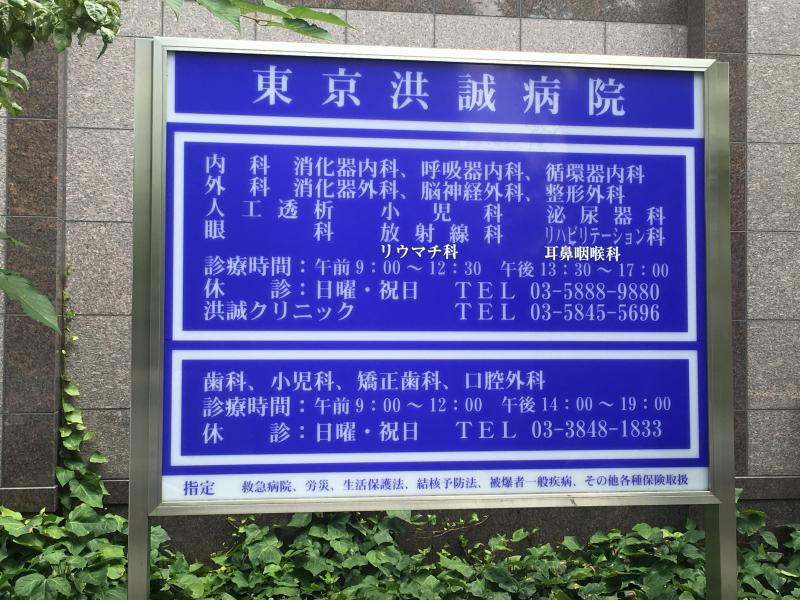 東京洪誠病院
内科 消化器内科、呼吸器内科、循環器内科
外科 消化器外科、脳神経外科、整形外科
人工透析 小児科 泌尿器科
眼科 放射線科 リハビリテーション科
リウマチ科 耳鼻咽喉科
診療時間：午前9：00～12：30 午後13：30～17：00
休診：日曜・祝日 TEL 03-5888-9880
洪誠クリニック TEL 03-5845-5696
歯科、小児科、矯正歯科、口腔外科
診療時間：午前9：00～12：00 午後14：00～19：00
休診：日曜・祝日 TEL 03-3848-1833
指定 救急病院、労災、生活保護法、結核予防法、被爆者一般疾病、その他各種保険取扱